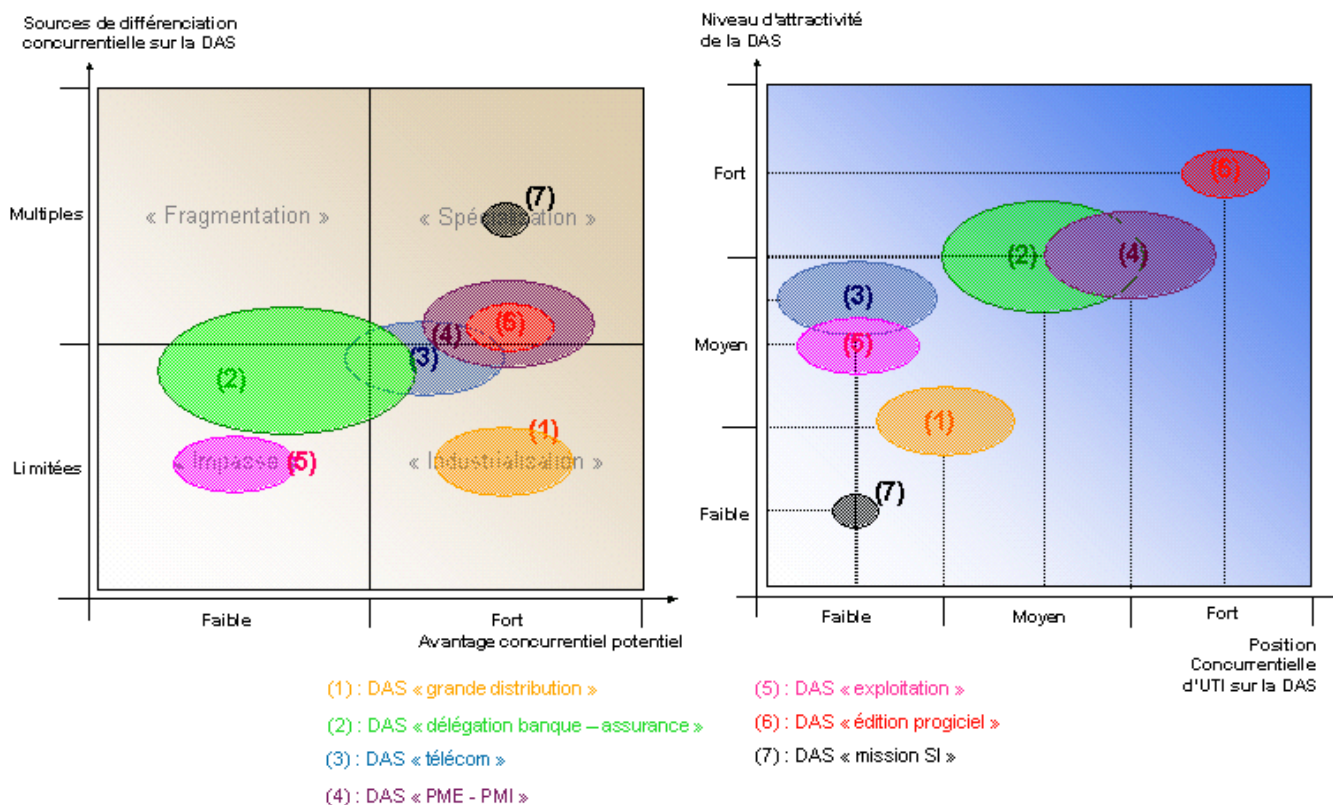 Sources de différenciation
concurrentielle sur la DAS
Multiples
Limitées
« Fragmentation »
« Spécialisation »
« Impasse »
« Industrialisation »
(7)
(6)
(4)
(3)
(2)
(1)
(5)
Faible
Fort
Avantage concurrentiel potentiel
Niveau d'attractivité
de la DAS
Fort
Moyen
Faible
(6)
(2)
(4)
(3)
(5)
(1)
(7)
Faible
Moyen
Fort
Position
Concurrentielle
d'UTI sur la DAS
(1) : DAS « grande distribution »
(2) : DAS « délégation banque – assurance »
(3) : DAS « télécom »
(4) : DAS « PME - PMI »
(5) : DAS « exploitation »
(6) : DAS « édition progiciel »
(7) : DAS « mission SI »